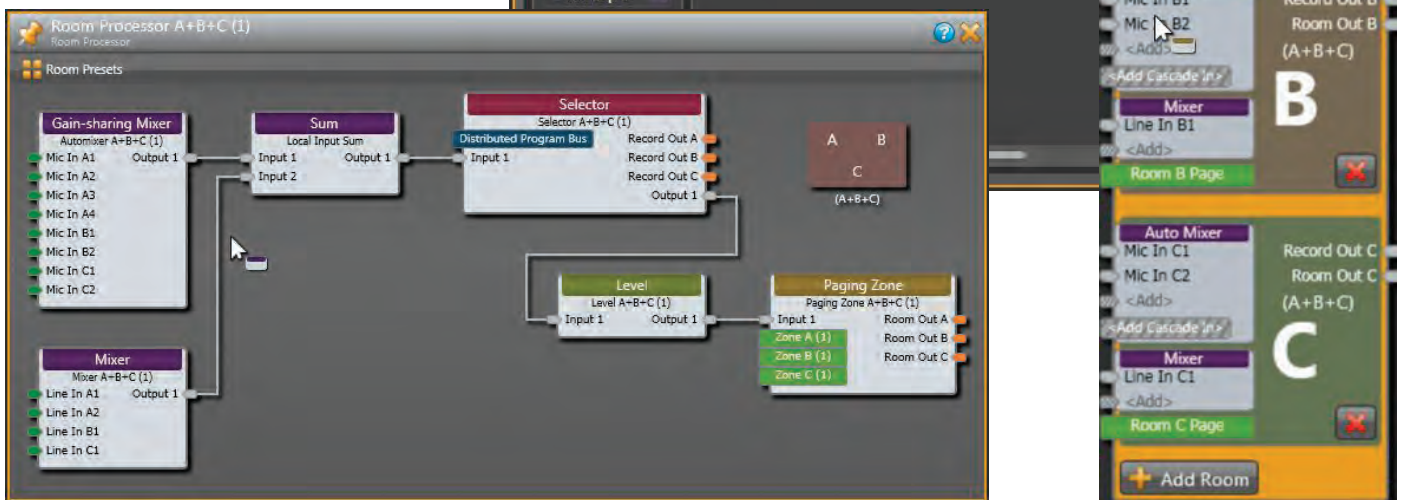 Room Processor A+B+C (1)
Room Processor
Room Presets
Gain-sharing Mixer
Automixer A+B+C (1)
Mic In A1 Output 1
Mic In A2
Mic In A3
Mic In A4
Mic In B1
Mic In B2
Mic In C1
Mic In C2
Mixer
Mixer A+B+C (1)
Line In A1 Output 1
Line In A2
Line In B1
Line In C1
Sum
Local Input Sum
Input 1 Output 1
Input 2
Selector
Selector A+B+C (1)
Distributed Program Bus Record Out A
Input 1 Record Out B
Record Out C
Output 1
A B
C
(A+B+C)
Level
Level A+B+C (1)
Input 1 Output 1
Paging Zone
Paging Zone A+B+C (1)
Input 1 Room Out A
Zone A (1) Room Out B
Zone B (1) Room Out C
Zone C (1)
Mic In B1 Record Out B
Mic In B2 Room Out B
<Add> (A+B+C)
<Add Cascade In>
B
Mixer
Line In B1
<Add>
Room B Page
Auto Mixer
Mic In C1 Record Out C
Mic In C2 Room Out C
<Add> (A+B+C)
<Add Cascade In>
C
Mixer
Line In C1
<Add>
Room C Page
Add Room